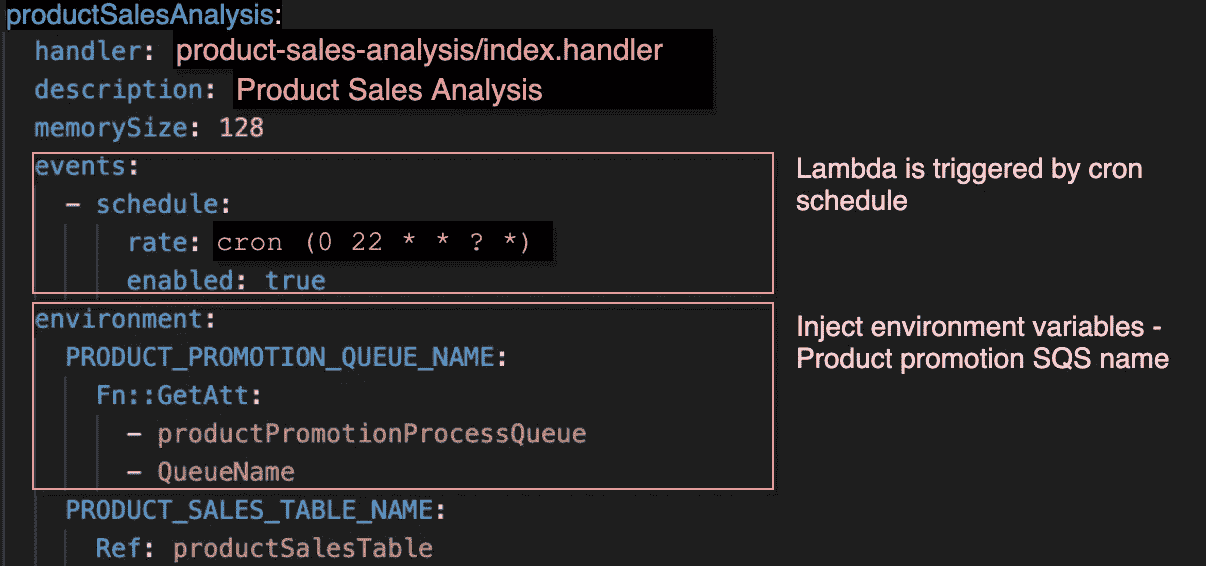 productSalesAnalysis:
handler: product-sales-analysis/index.handler
description: Product Sales Analysis
memorySize: 128
events:
- schedule:
rate: cron (0 22 * * ? *)
enabled: true
Lambda is triggered by cron
schedule
environment:
PRODUCT_PROMOTION_QUEUE_NAME:
Fn::GetAtt:
- productPromotionProcessQueue
- QueueName
Inject environment variables -
Product promotion SQS name
PRODUCT_SALES_TABLE_NAME:
Ref: productSalesTable